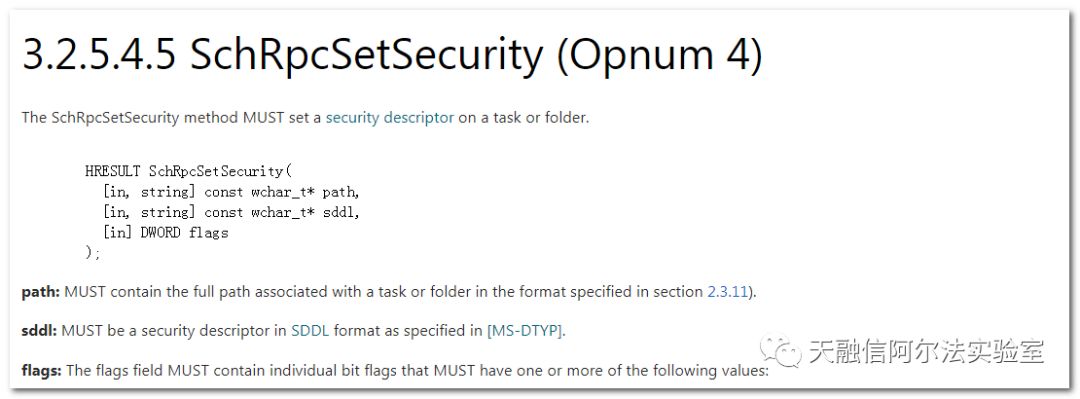 3.2.5.4.5 SchRpcSetSecurity (Opnum 4)
The SchRpcSetSecurity method MUST set a security descriptor on a task or folder.
HRESULT SchRpcSetSecurity(
[in, string] const wchar_t* path,
[in, string] const wchar_t* sddl,
[in] DWORD flags
);
path: MUST contain the full path associated with a task or folder in the format specified in section 2.3.11).
sddl: MUST be a security descriptor in SDDL format as specified in [MS-DTYP].
天融信阿尔法实验室
flags: The flags field MUST contain individual bit flags that MUST have one or more of the following values: